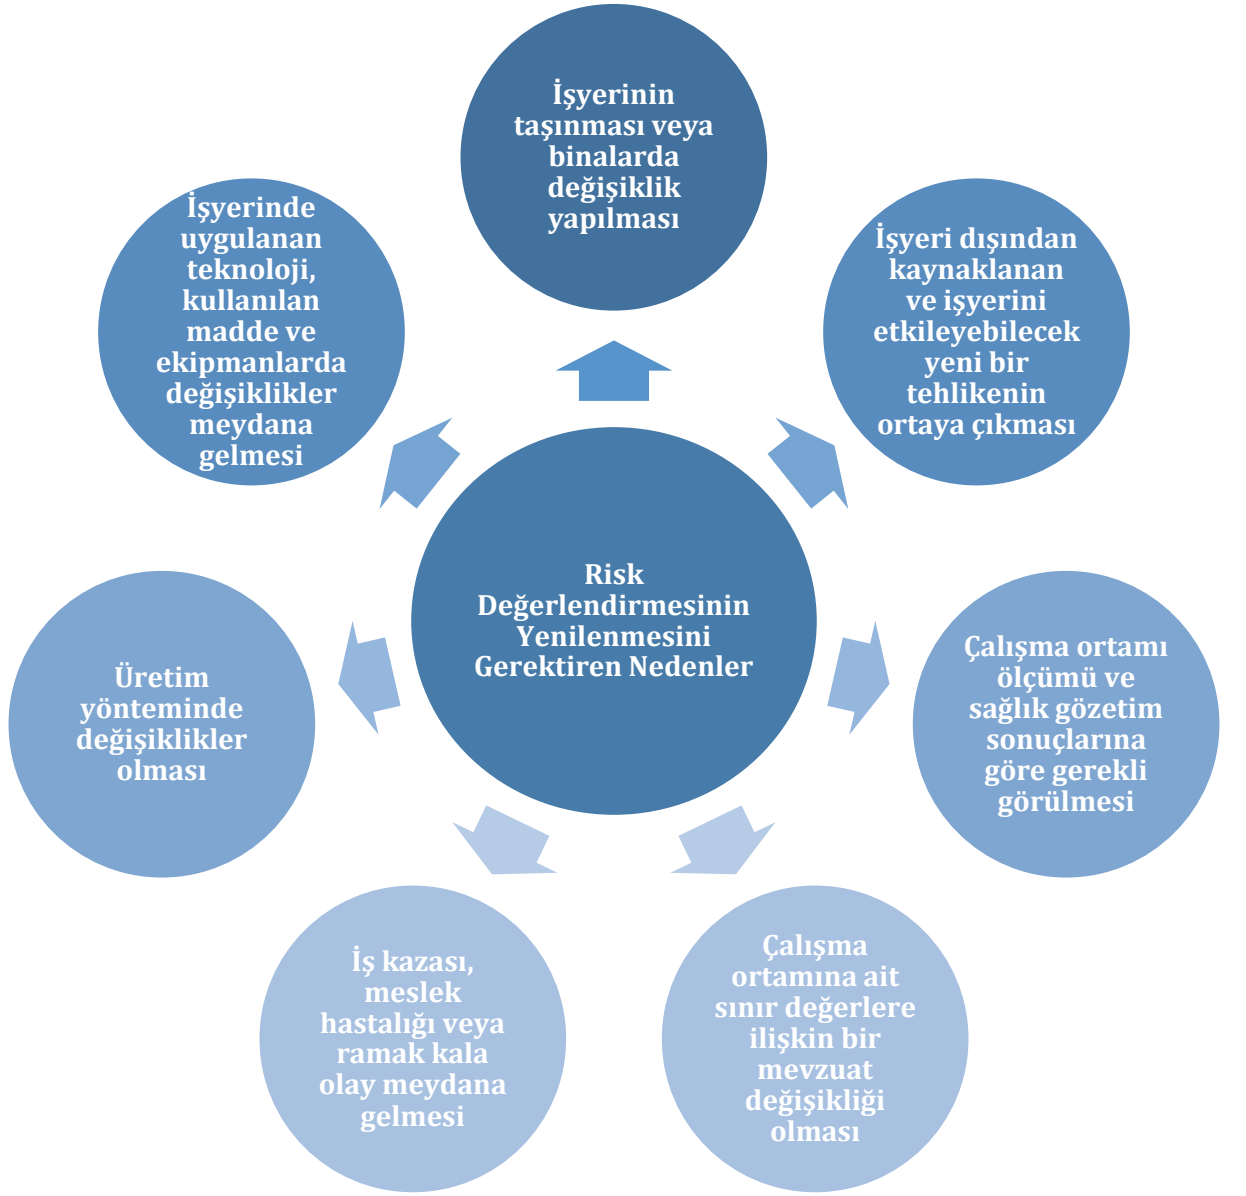 İşyerinin
taşınması veya
binalarda
değişiklik
yapılması
İşyeri dışından
kaynaklanan
ve işyerini
etkileyebilecek
yeni bir
tehlikenin
ortaya çıkması
Çalışma ortamı
ölçümü ve
sağlık gözetim
sonuçlarına
göre gerekli
görülmesi
Çalışma
ortamına ait
sınır değerlere
ilişkin bir
mevzuat
değişikliği
olması
İş kazası,
meslek
hastalığı veya
ramak kala
olay meydana
gelmesi
Üretim
yönteminde
değişiklikler
olması
İşyerinde
uygulanan
teknoloji,
kullanılan
madde ve
ekipmanlarda
değişiklikler
meydana
gelmesi
Risk
Değerlendirmesinin
Yenilenmesini
Gerektiren Nedenler